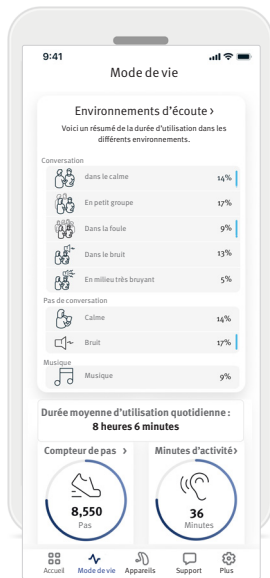 9:41
Mode de vie
Environnements d'écoute >
Voici un résumé de la durée d'utilisation dans les
différents environnements.
Conversation
dans le calme 14%
En petit groupe 17%
Dans la foule 9%
Dans le bruit 13%
En milieu très bruyant 5%
Pas de conversation
Calme 14%
Bruit 17%
Musique
Musique 9%
Durée moyenne d'utilisation quotidienne :
8 heures 6 minutes
Compteur de pas > Minutes d'activité>
8,550 36
Pas Minutes
Accueil Mode de vie Appareils Support Plus